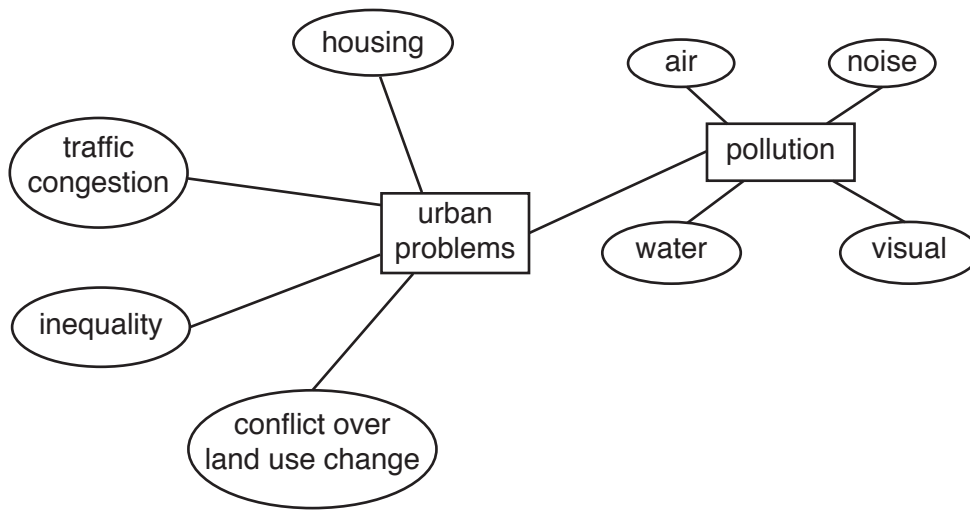 housing
air
noise
traffic
congestion
pollution
urban
problems
water
visual
inequality
conflict over
land use change